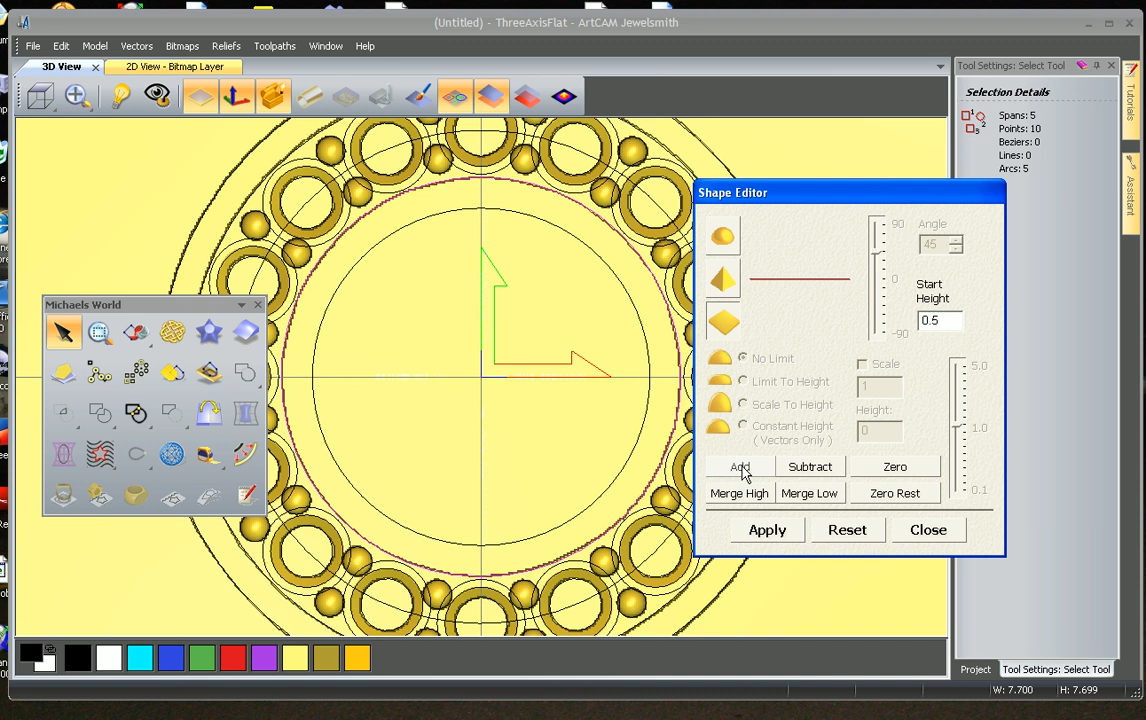 (Untitled) - ThreeAxisFlat - ArtCAM Jewelsmith
File Edit Model Vectors Bitmaps Reliefs Toolpaths Window Help
3D View 2D View - Bitmap Layer
Tool Settings: Select Tool
Selection Details
Spans: 5
Points: 10
Beziers: 0
Lines: 0
Arcs: 5
Tutorials
Assistant
Shape Editor
90
0
-90
Angle
45
Start
Height
0.5
No Limit
Limit To Height
Scale To Height
Constant Height
( Vectors Only )
Scale
1
Height:
0
5.0
1.0
0.1
Add Subtract Zero
Merge High Merge Low Zero Rest
Apply Reset Close
Michaels World
Project Tool Settings: Select Tool
W: 7.700 H: 7.699